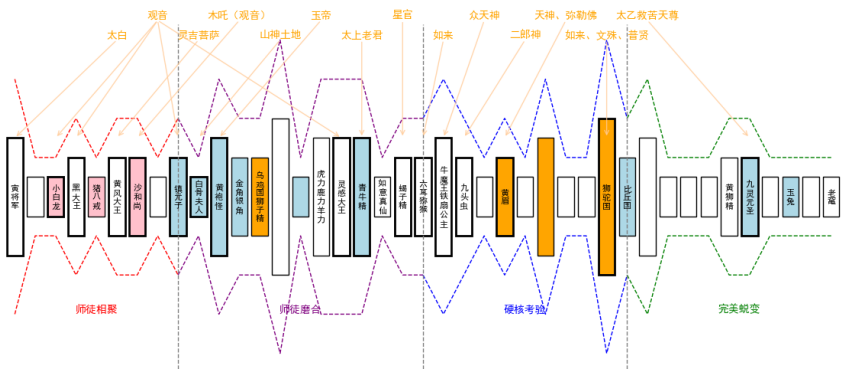 观音
木吒（观音）
玉帝
星官
众天神
天神、弥勒佛
太乙救苦天尊
太白
灵吉菩萨
山神土地
太上老君
如来
二郎神
如来、文殊、普贤
寅将军
小白龙
黑大王
猪八戒
黄风大王
沙和尚
镇元子
白骨夫人
黄袍怪
金角银角
乌鸡国狮子精
虎力鹿力羊力
灵感大王
青牛精
如意真仙
蝎子精
六耳猕猴
牛魔王铁扇公主
九头虫
黄眉
狮驼国
比丘国
黄狮精
九灵元圣
玉兔
老鼋
师徒相聚
师徒磨合
硬核考验
完美蜕变